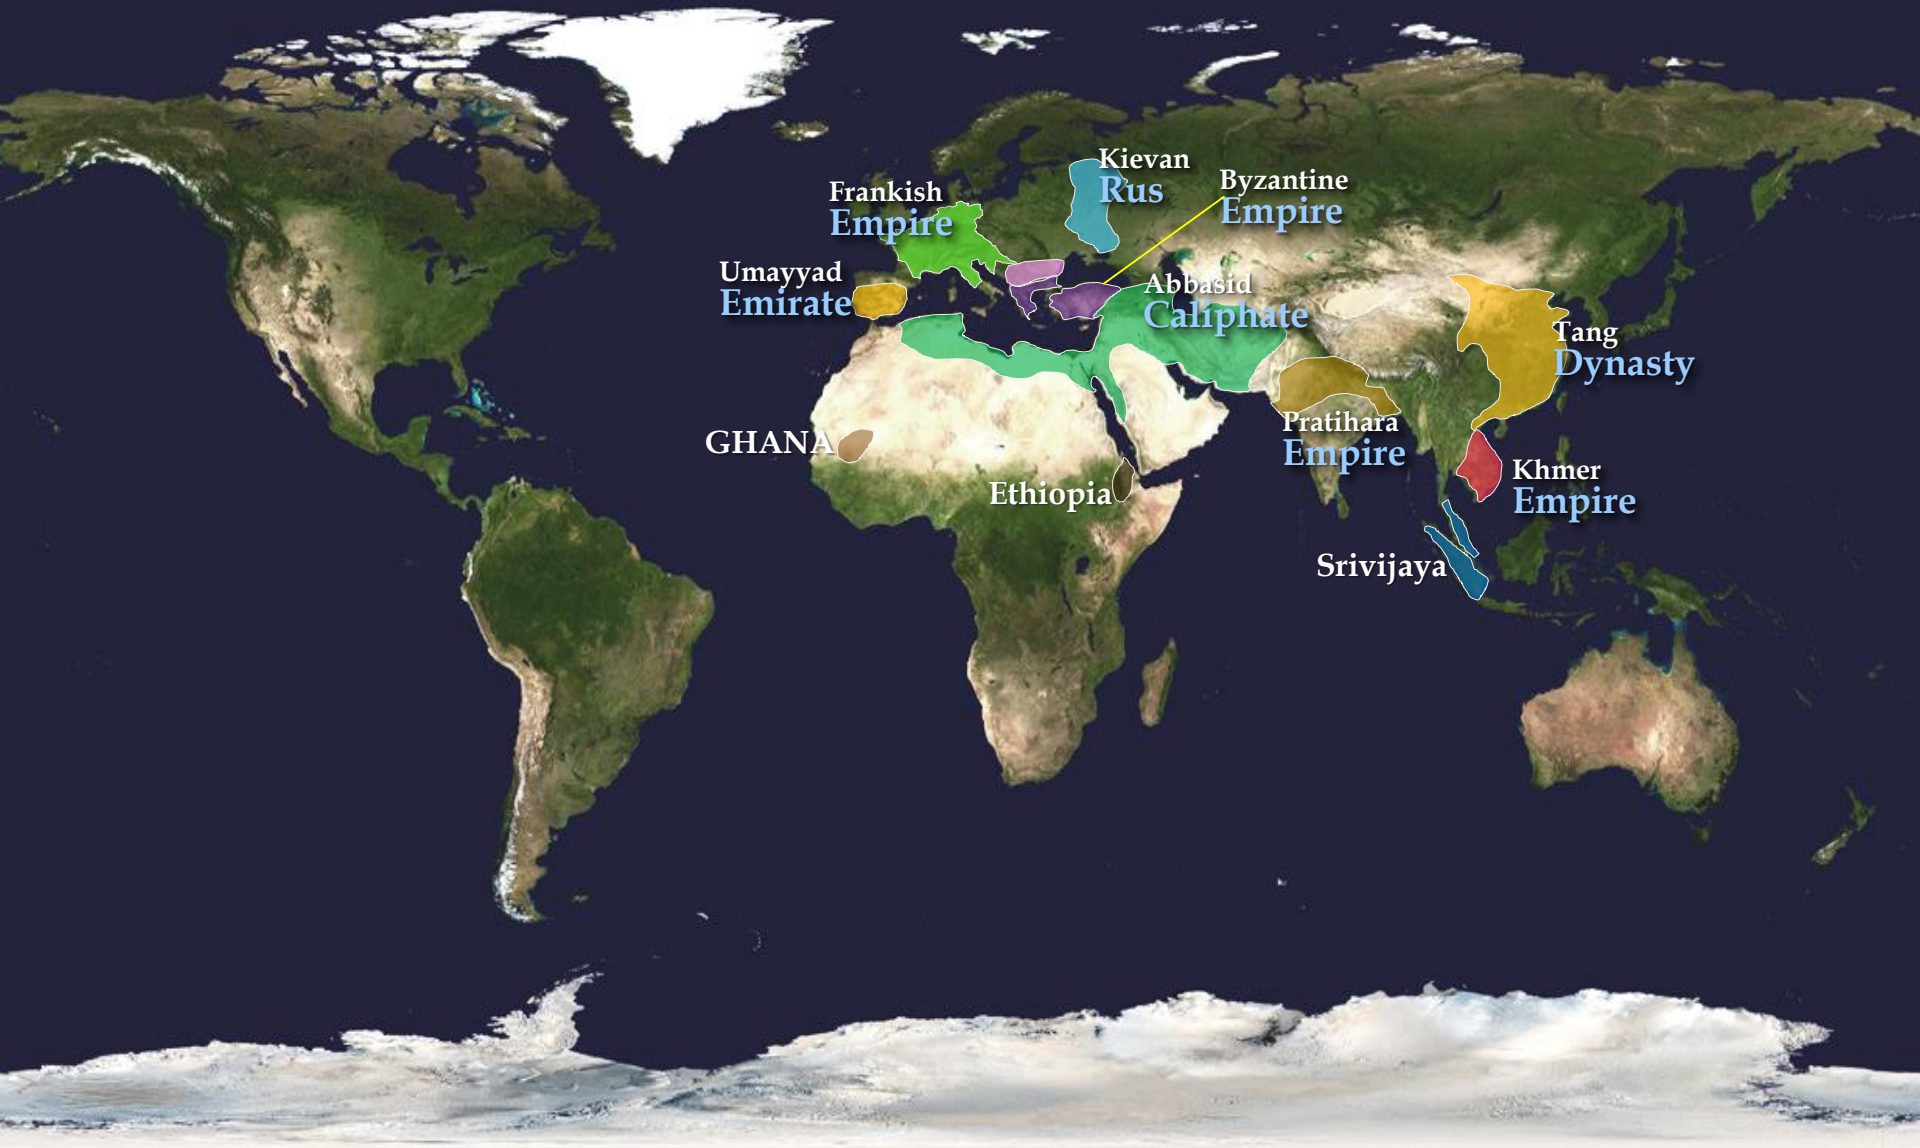 Kievan
Rus
Byzantine
Empire
Frankish
Empire
Umayyad
Emirate
Abbasid
Caliphate
Tang
Dynasty
Pratihara
Empire
GHANA
Khmer
Empire
Ethiopia
Srivijaya